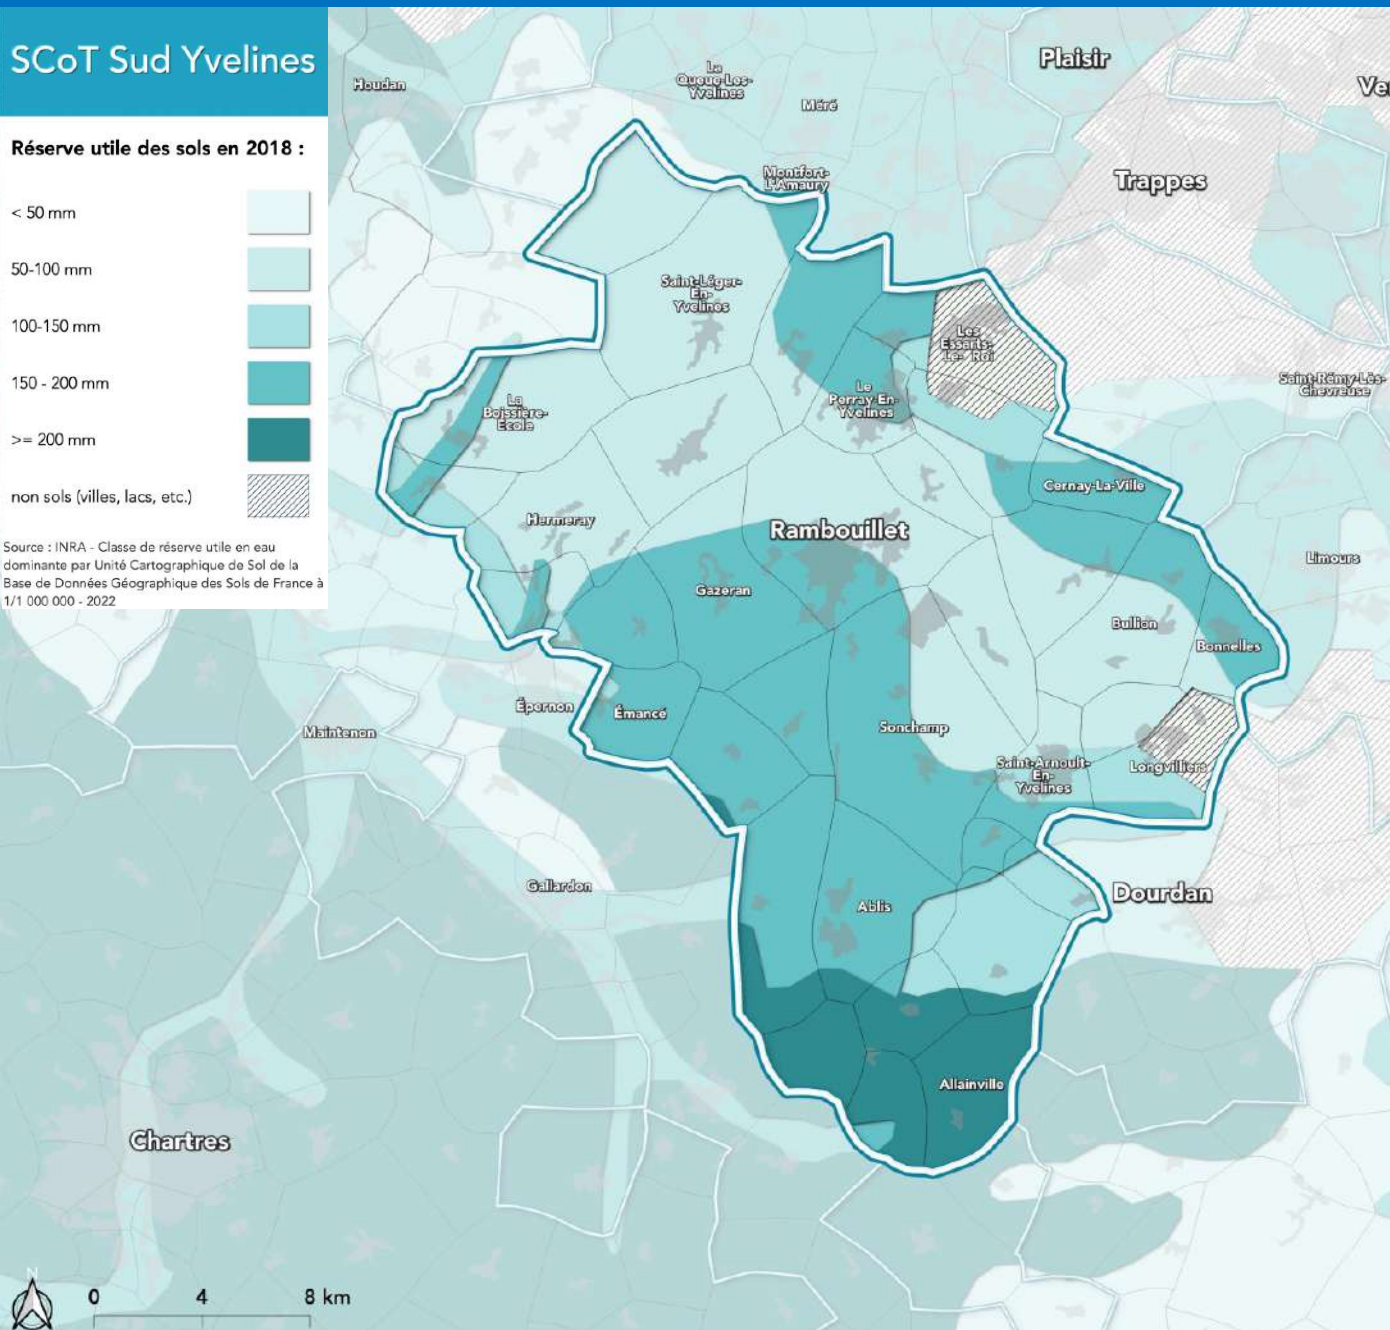 SCoT Sud Yvelines
Réserve utile des sols en 2018 :
< 50 mm
50-100 mm
100-150 mm
150 - 200 mm
>= 200 mm
non sols (villes, lacs, etc.)
Source : INRA - Classe de réserve utile en eau
dominante par Unité Cartographique de Sol de la
Base de Données Géographique des Sols de France à
1/1 000 000 - 2022
Houdan
La
Queue-Les-
Yvelines
Méré
Plaisir
Ve
Montfort-
L'Amaury
Trappes
Saint-Léger-
En-
Yvelines
Les
Essarts-
Le- Roi
Saint-Rémy-Lès-
Chevreuse
La
Boissière-
École
Le
Perray-En-
Yvelines
Cernay-La-Ville
Hermeray
Rambouillet
Limours
Gazeran
Bullion
Bonnelles
Épernon
Émancé
Maintenon
Sonchamp
Saint-Arnoult-
En-
Yvelines
Longvilliers
Gallardon
Ablis
Dourdan
Allainville
Chartres
N
0 4 8 km